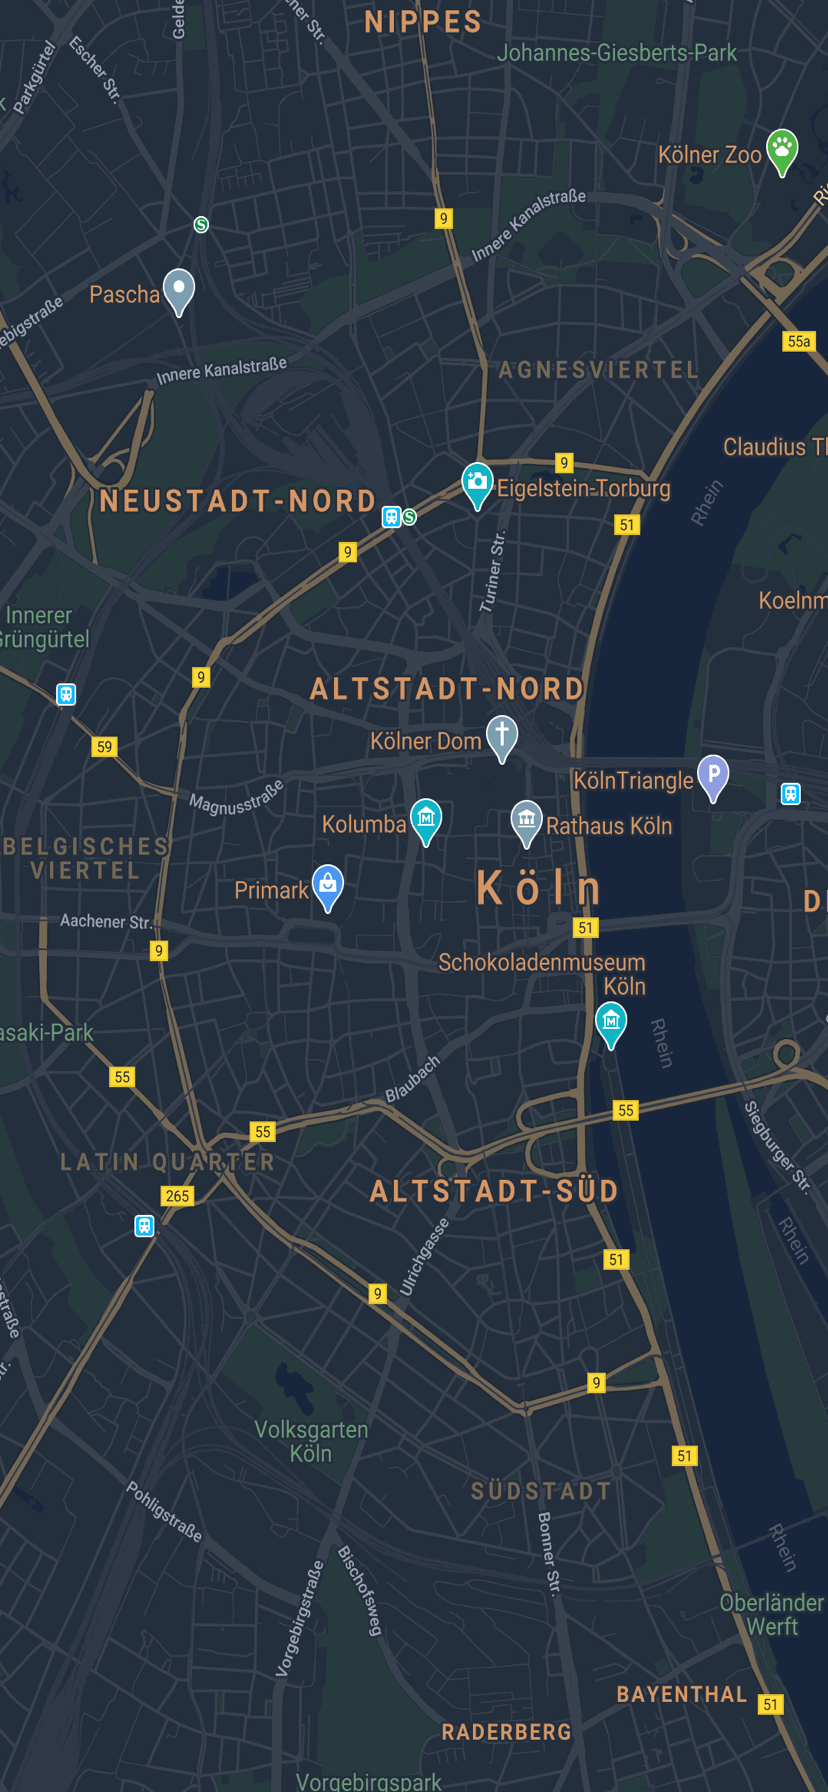 NIPPES
Gelde
ner Str.
Johannes-Giesberts-Park
Parkgürtel
Escher Str.
k
Kölner Zoo
Ri
9
Innere Kanalstraße
S
Pascha
ebigstraße
55a
Innere Kanalstraße
AGNESVIERTEL
Claudius Th
9
Eigelstein-Torburg
NEUSTADT-NORD
S
Rhein
51
9
Turiner Str.
Koelnm
Innerer
Grüngürtel
9
ALTSTADT-NORD
59
Kölner Dom
KölnTriangle
P
Magnusstraße
Kolumba
M
Rathaus Köln
BELGISCHES
VIERTEL
Primark
Köln
D
Aachener Str.
51
9
Schokoladenmuseum
Köln
M
asaki-Park
Rhein
55
Blaubach
55
55
Siegburger Str.
LATIN QUARTER
265
ALTSTADT-SÜD
Rhein
Ulrichgasse
51
9
straße
tr.
9
Volksgarten
Köln
51
SÜDSTADT
Pohligstraße
Bonner Str.
Rhein
Vorgebirgstraße
Bischofsweg
Oberländer
Werft
BAYENTHAL
51
RADERBERG
Vorgebirgspark